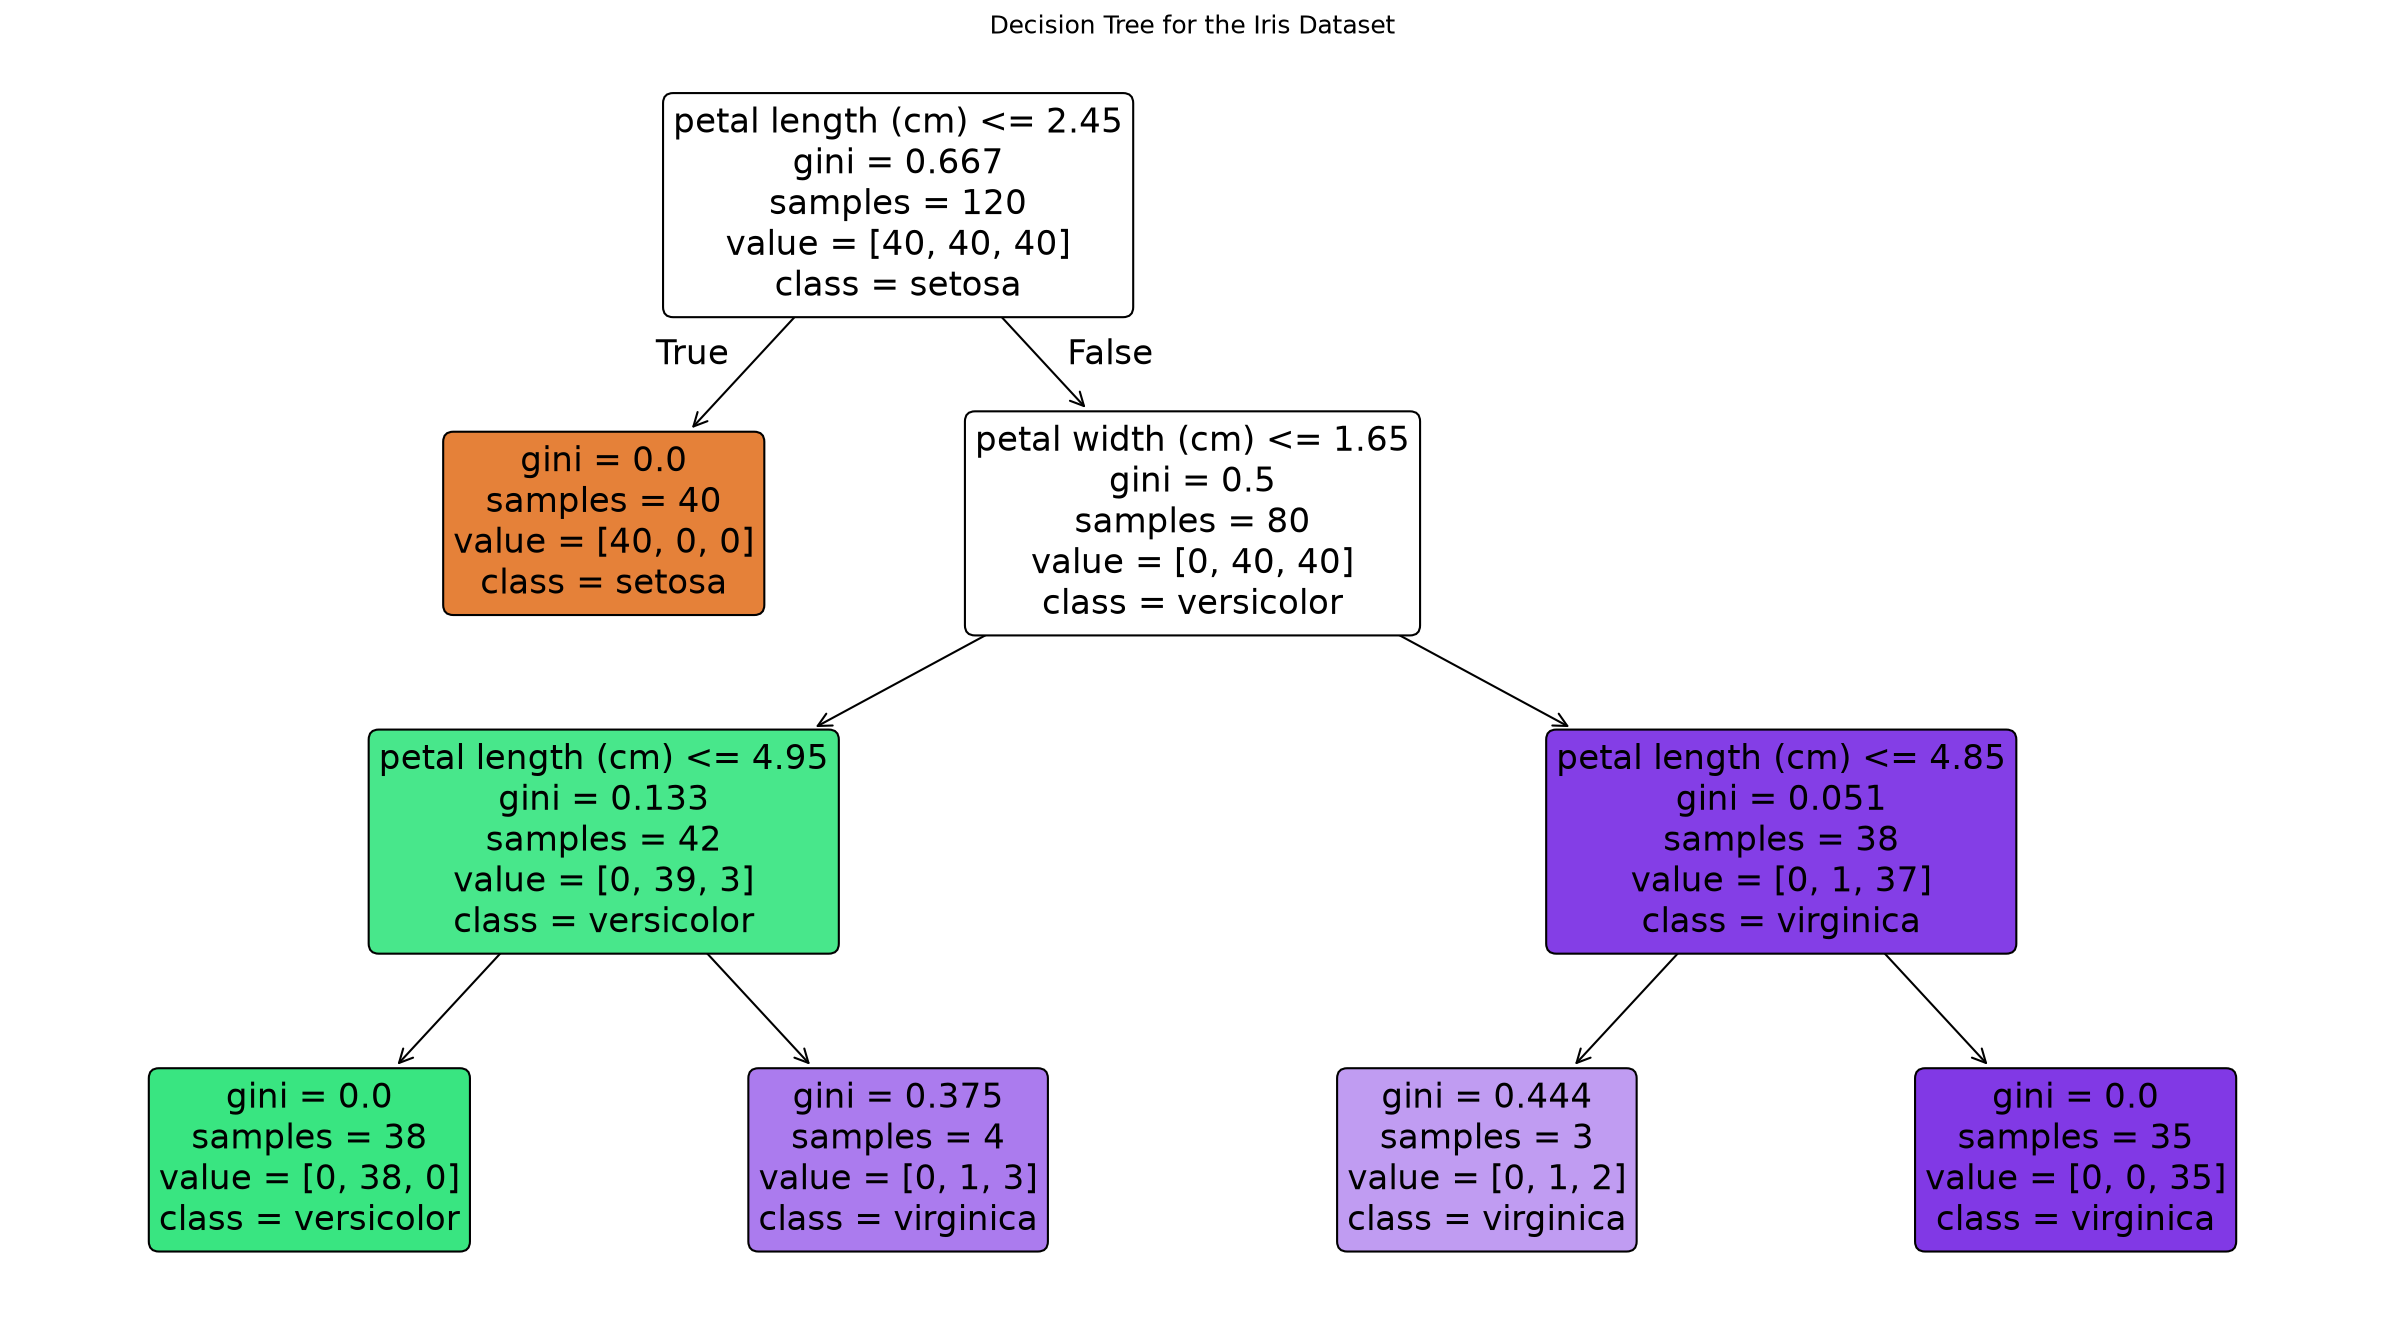 Decision Tree for the Iris Dataset
petal length (cm) <= 2.45
gini = 0.667
samples = 120
value = [40, 40, 40]
class = setosa
True
False
gini = 0.0
samples = 40
value = [40, 0, 0]
class = setosa
petal width (cm) <= 1.65
gini = 0.5
samples = 80
value = [0, 40, 40]
class = versicolor
petal length (cm) <= 4.95
gini = 0.133
samples = 42
value = [0, 39, 3]
class = versicolor
petal length (cm) <= 4.85
gini = 0.051
samples = 38
value = [0, 1, 37]
class = virginica
gini = 0.0
samples = 38
value = [0, 38, 0]
class = versicolor
gini = 0.375
samples = 4
value = [0, 1, 3]
class = virginica
gini = 0.444
samples = 3
value = [0, 1, 2]
class = virginica
gini = 0.0
samples = 35
value = [0, 0, 35]
class = virginica